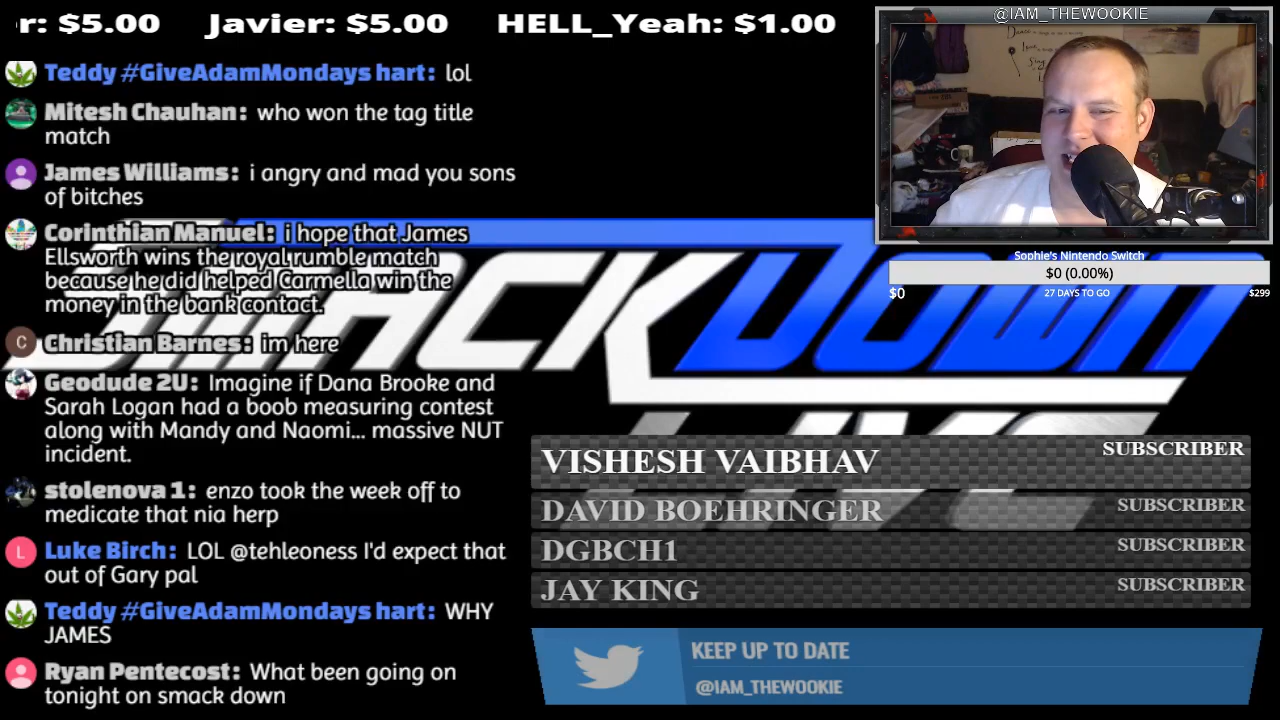 r: $5.00 Javier: $5.00 HELL_Yeah: $1.00
@IAM_THEWOOKIE
Teddy #GiveAdamMondays hart: lol
Mitesh Chauhan: who won the tag title
match
James Williams: i angry and mad you sons
of bitches
Corinthian Manuel: i hope that James
Ellsworth wins the royal rumble match
because he did helped Carmella win the
money in the bank contact.
Christian Barnes: im here
Geodude 2U: Imagine if Dana Brooke and
Sarah Logan had a boob measuring contest
along with Mandy and Naomi... massive NUT
incident.
stolenova 1: enzo took the week off to
medicate that nia herp
Luke Birch: LOL @tehleoness I'd expect that
out of Gary pal
Teddy #GiveAdamMondays hart: WHY
JAMES
Ryan Pentecost: What been going on
tonight on smack down
Sophie's Nintendo Switch
$0 (0.00%)
$0 27 DAYS TO GO $299
SMACKDOWN
LIVE
VISHESH VAIBHAV SUBSCRIBER
DAVID BOEHRINGER SUBSCRIBER
DGBCH1 SUBSCRIBER
JAY KING SUBSCRIBER
KEEP UP TO DATE
@IAM_THEWOOKIE